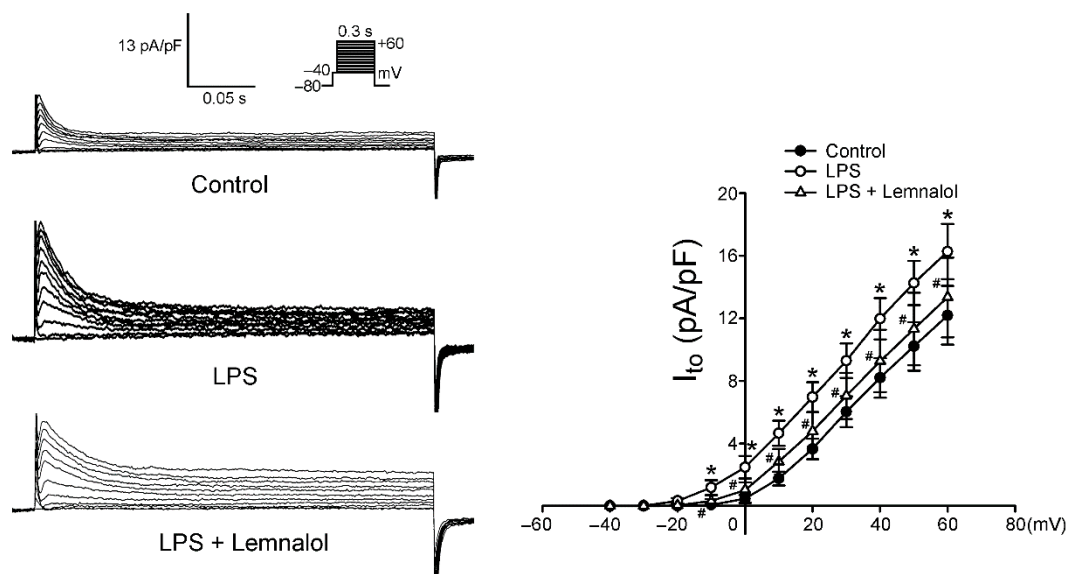 0.3 s
13 pA/pF
+60
−40
mV
−80
0.05 s
Control
LPS
LPS + Lemnalol
Control
LPS
LPS + Lemnalol
20
16
12
8
4
I_to (pA/pF)
* * * * * * * *
# # # # # # # #
−60 −40 −20 0 20 40 60 80 (mV)